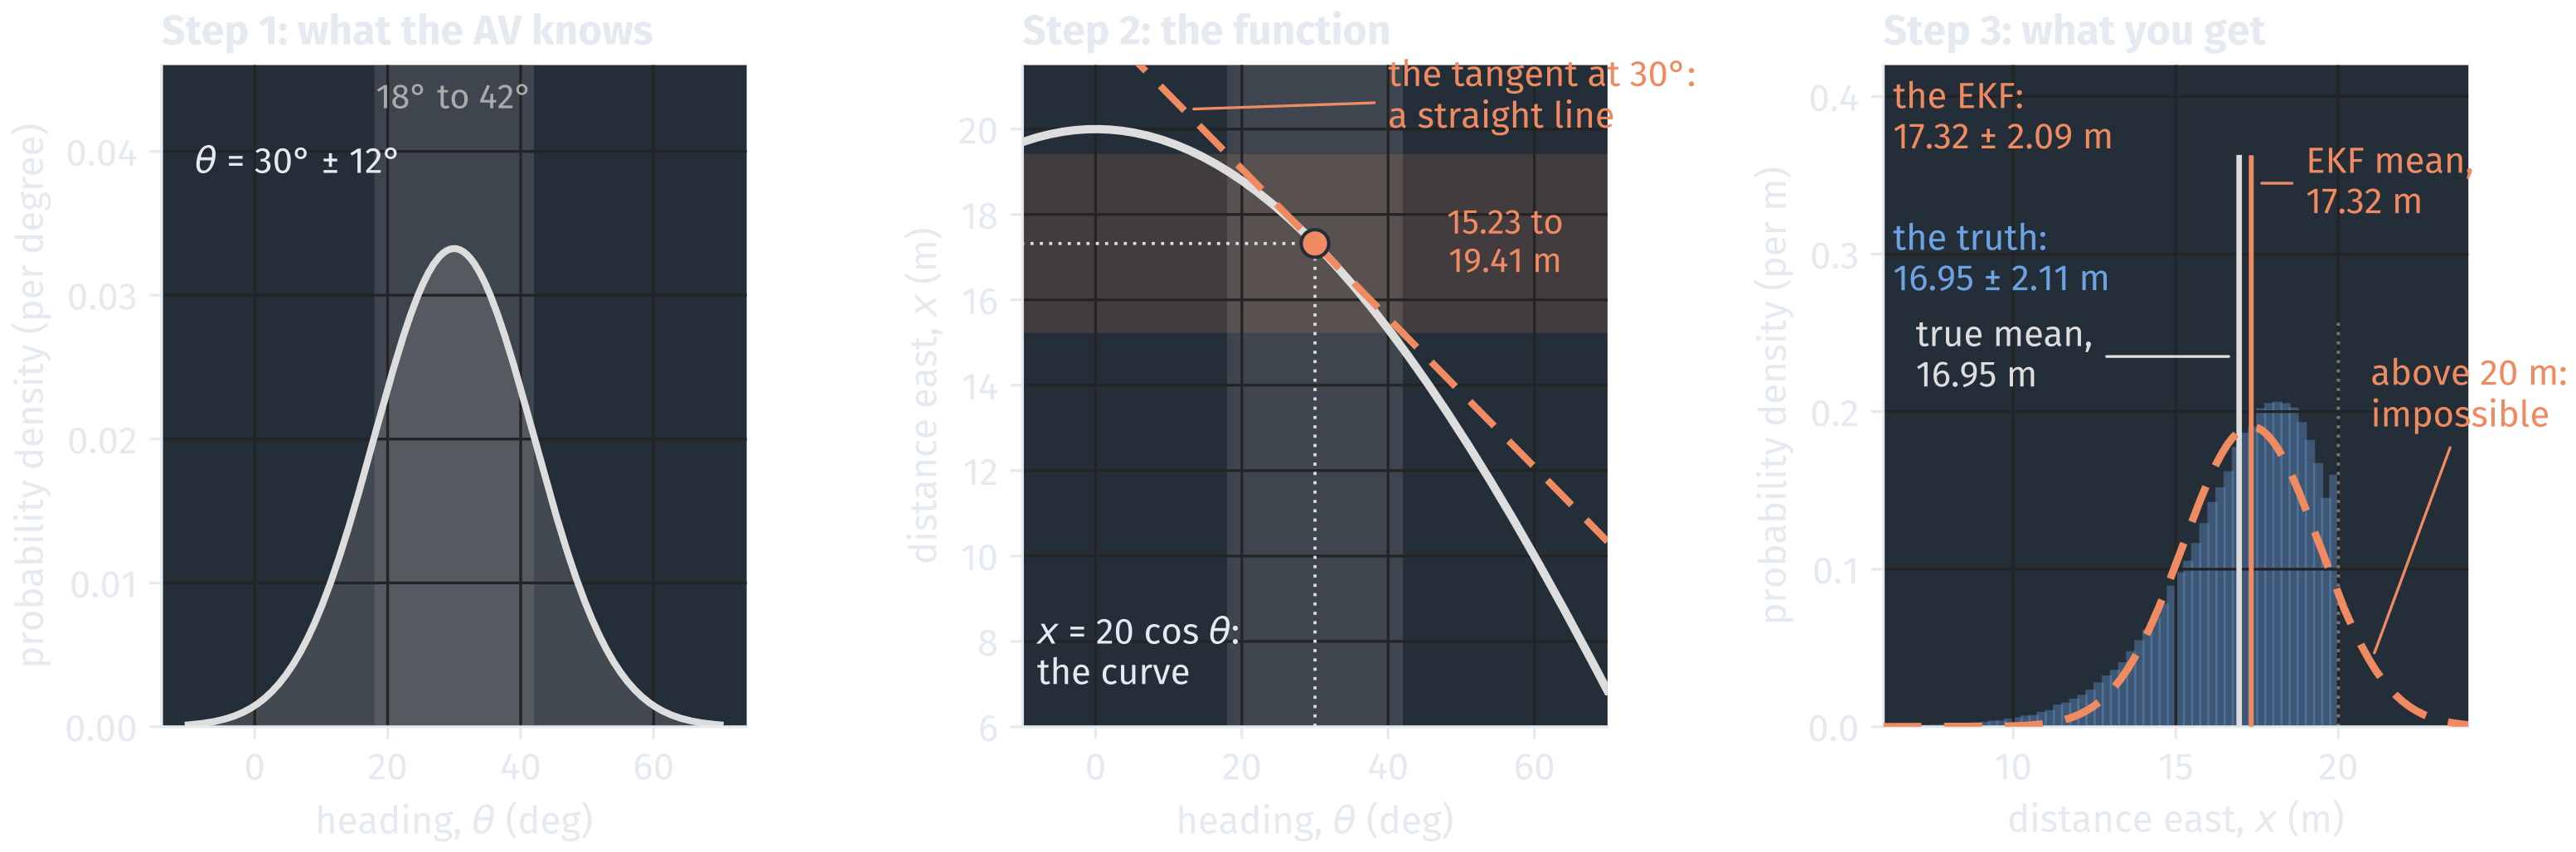 Step 1: what the AV knows
18° to 42°
θ = 30° ± 12°
probability density (per degree)
0.04
0.03
0.02
0.01
0.00
0
20
40
60
heading, θ (deg)
Step 2: the function
the tangent at 30°:
a straight line
15.23 to
19.41 m
x = 20 cos θ:
the curve
distance east, x (m)
20
18
16
14
12
10
8
6
0
20
40
60
heading, θ (deg)
Step 3: what you get
the EKF:
17.32 ± 2.09 m
EKF mean,
17.32 m
the truth:
16.95 ± 2.11 m
true mean,
16.95 m
above 20 m:
impossible
probability density (per m)
0.4
0.3
0.2
0.1
0.0
10
15
20
distance east, x (m)